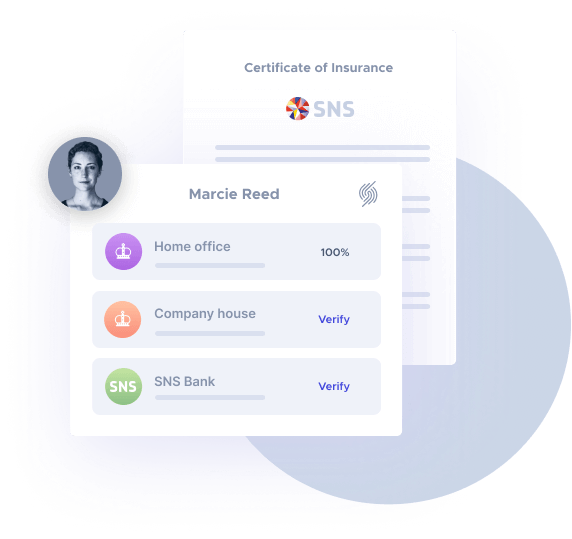 Certificate of Insurance
SNS
Marcie Reed
Home office
100%
Company house
Verify
SNS
SNS Bank
Verify